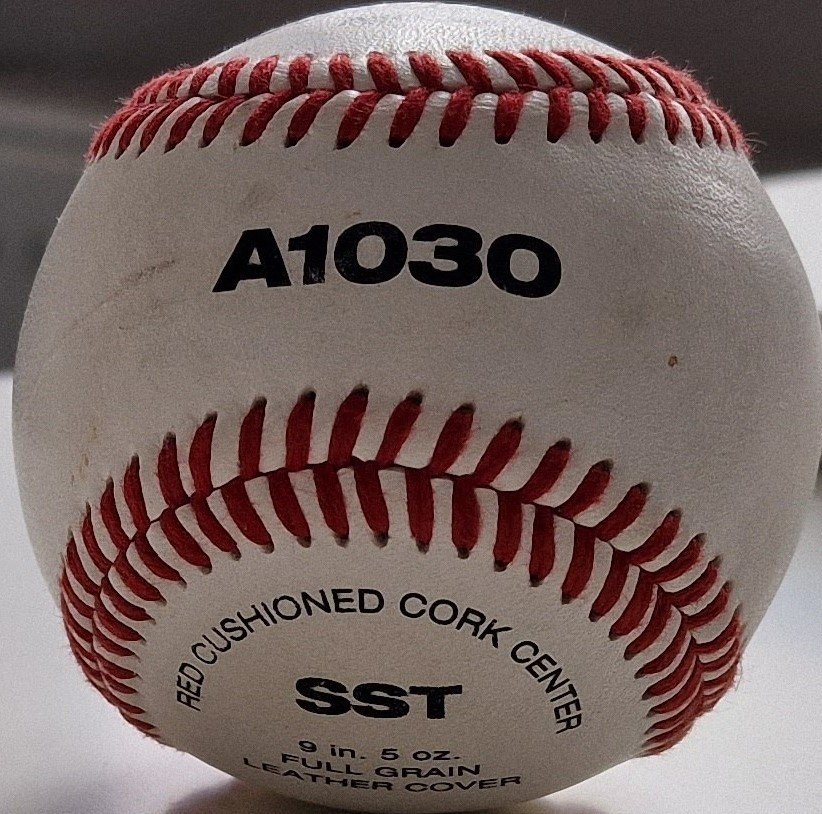 A1030
RED CUSHIONED CORK CENTER
SST
9 in. 5 oz.
FULL GRAIN
LEATHER COVER